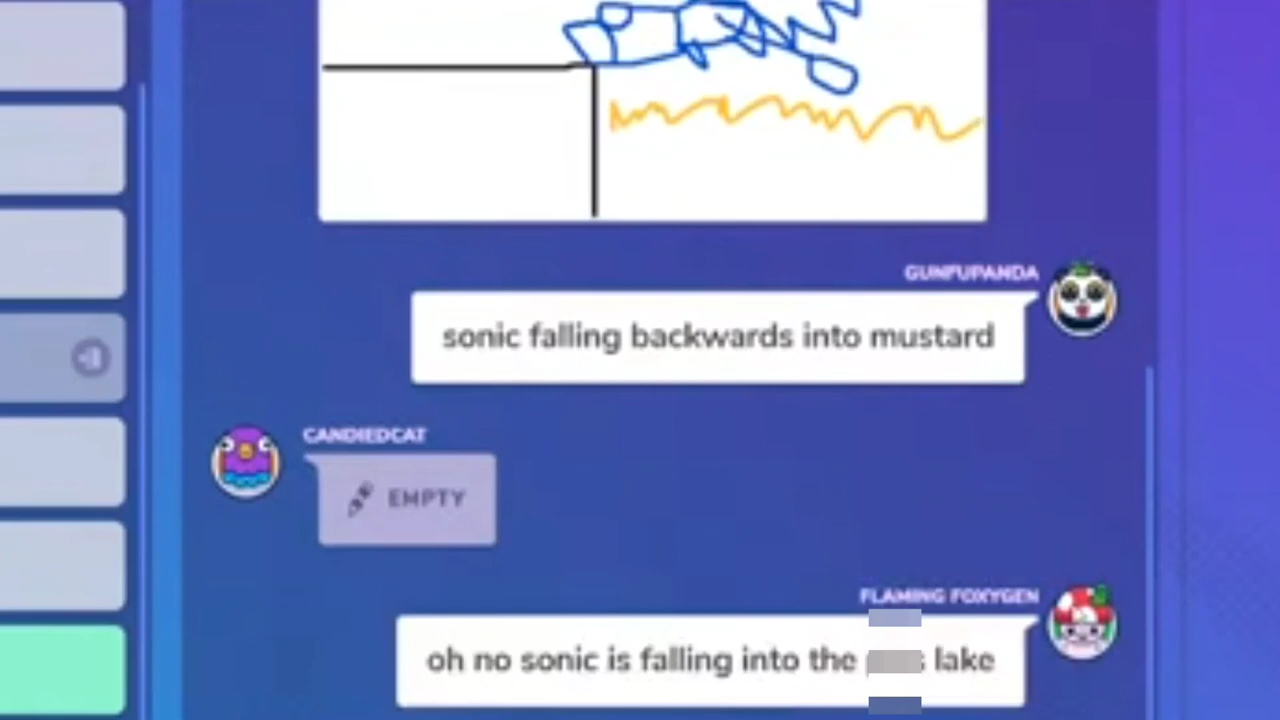 GUNFUPANDA
sonic falling backwards into mustard
CANDIEDCAT
EMPTY
FLAMING FOXYGEN
oh no sonic is falling into the lake